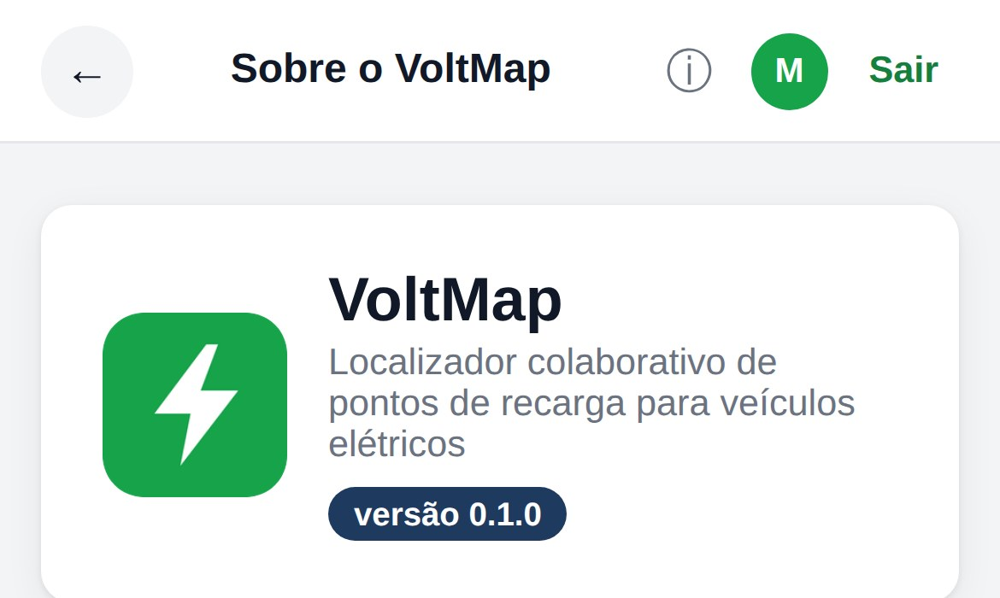 ← Sobre o VoltMap ⓘ M Sair
VoltMap
Localizador colaborativo de
pontos de recarga para veículos
elétricos
versão 0.1.0